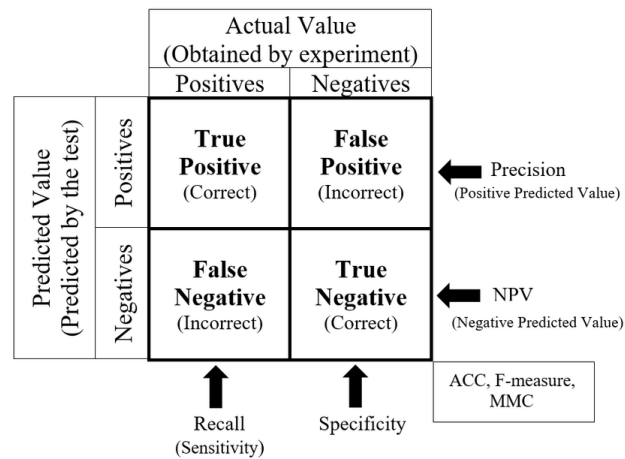 Actual Value
(Obtained by experiment)
Positives
Negatives
Predicted Value
(Predicted by the test)
Positives
True
Positive
(Correct)
False
Positive
(Incorrect)
Precision
(Positive Predicted Value)
Negatives
False
Negative
(Incorrect)
True
Negative
(Correct)
NPV
(Negative Predicted Value)
Recall
(Sensitivity)
Specificity
ACC, F-measure,
MMC